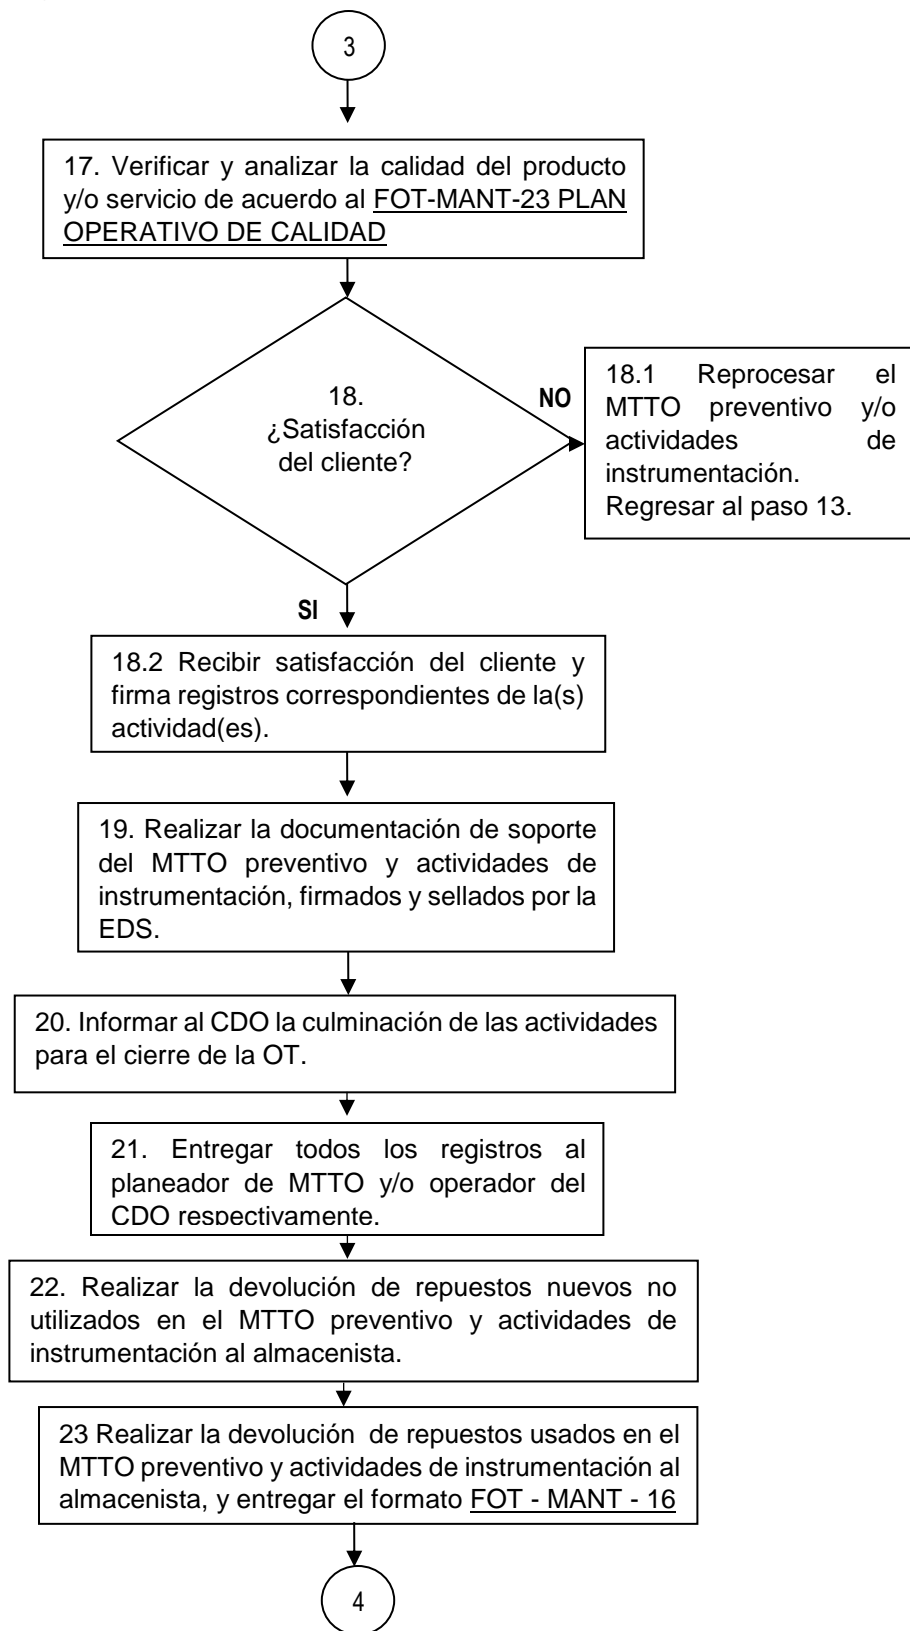 3
17. Verificar y analizar la calidad del producto
y/o servicio de acuerdo al FOT-MANT-23 PLAN
OPERATIVO DE CALIDAD
18.
¿Satisfacción
del cliente?
NO
18.1 Reprocesar el
MTTO preventivo y/o
actividades de
instrumentación.
Regresar al paso 13.
SI
18.2 Recibir satisfacción del cliente y
firma registros correspondientes de la(s)
actividad(es).
19. Realizar la documentación de soporte
del MTTO preventivo y actividades de
instrumentación, firmados y sellados por la
EDS.
20. Informar al CDO la culminación de las actividades
para el cierre de la OT.
21. Entregar todos los registros al
planeador de MTTO y/o operador del
CDO respectivamente.
22. Realizar la devolución de repuestos nuevos no
utilizados en el MTTO preventivo y actividades de
instrumentación al almacenista.
23 Realizar la devolución de repuestos usados en el
MTTO preventivo y actividades de instrumentación al
almacenista, y entregar el formato FOT - MANT - 16
4